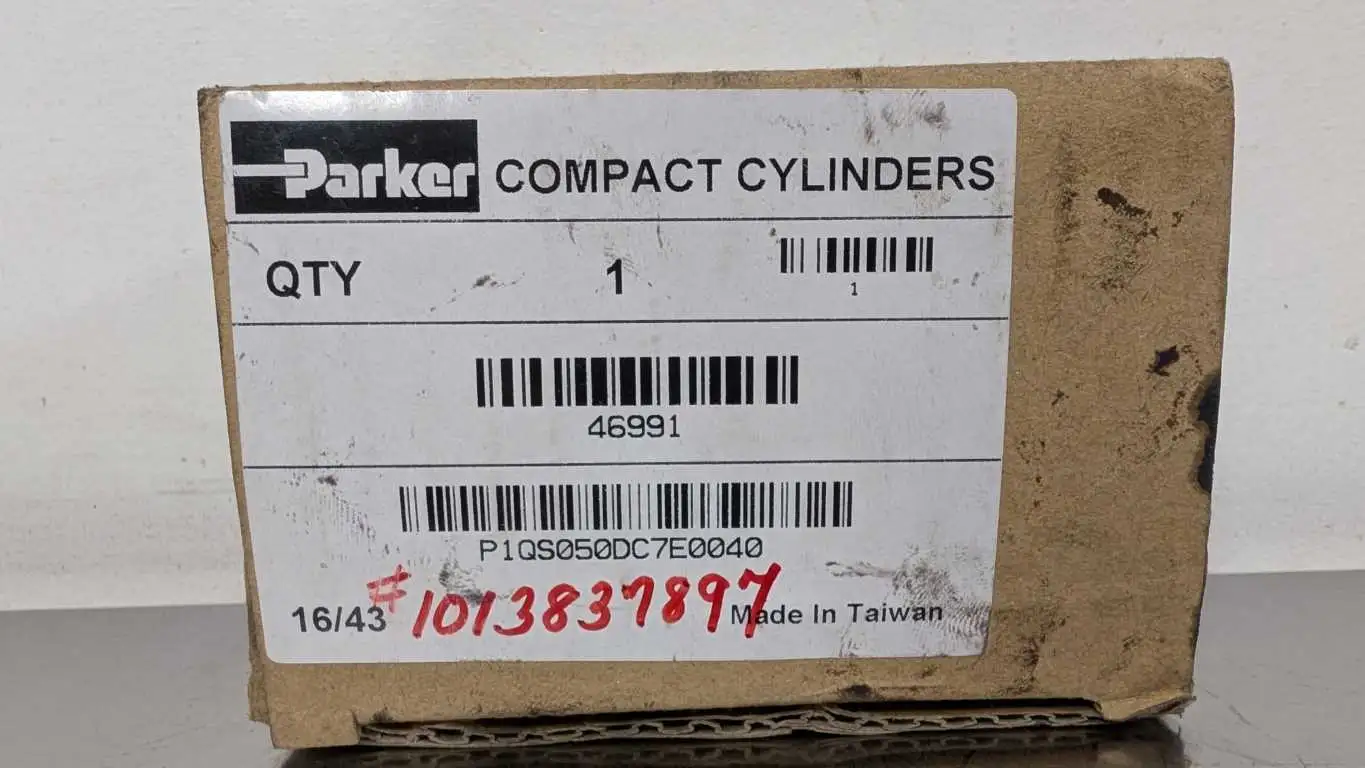 Parker COMPACT CYLINDERS
QTY 1
1
46991
P1QS050DC7E0040
16/43 #1013837897 Made In Taiwan